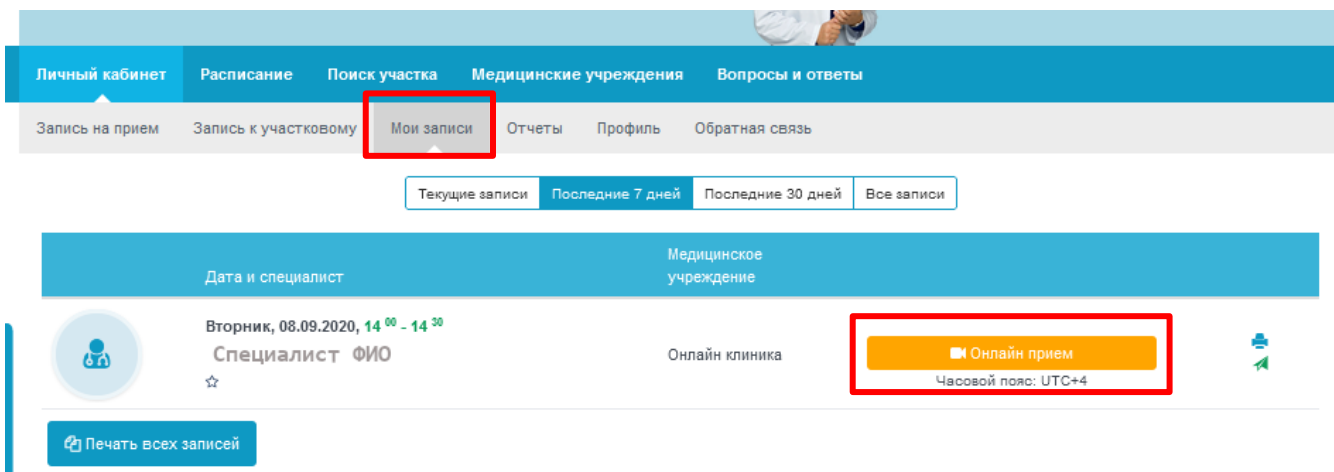 Личный кабинет Расписание Поиск участка Медицинские учреждения Вопросы и ответы
Запись на прием Запись к участковому Мои записи Отчеты Профиль Обратная связь
Текущие записи Последние 7 дней Последние 30 дней Все записи
Дата и специалист
Медицинское
учреждение
Вторник, 08.09.2020, 14 00 - 14 30
Специалист ФИО
Онлайн клиника
Онлайн прием
Часовой пояс: UTC+4
Печать всех записей